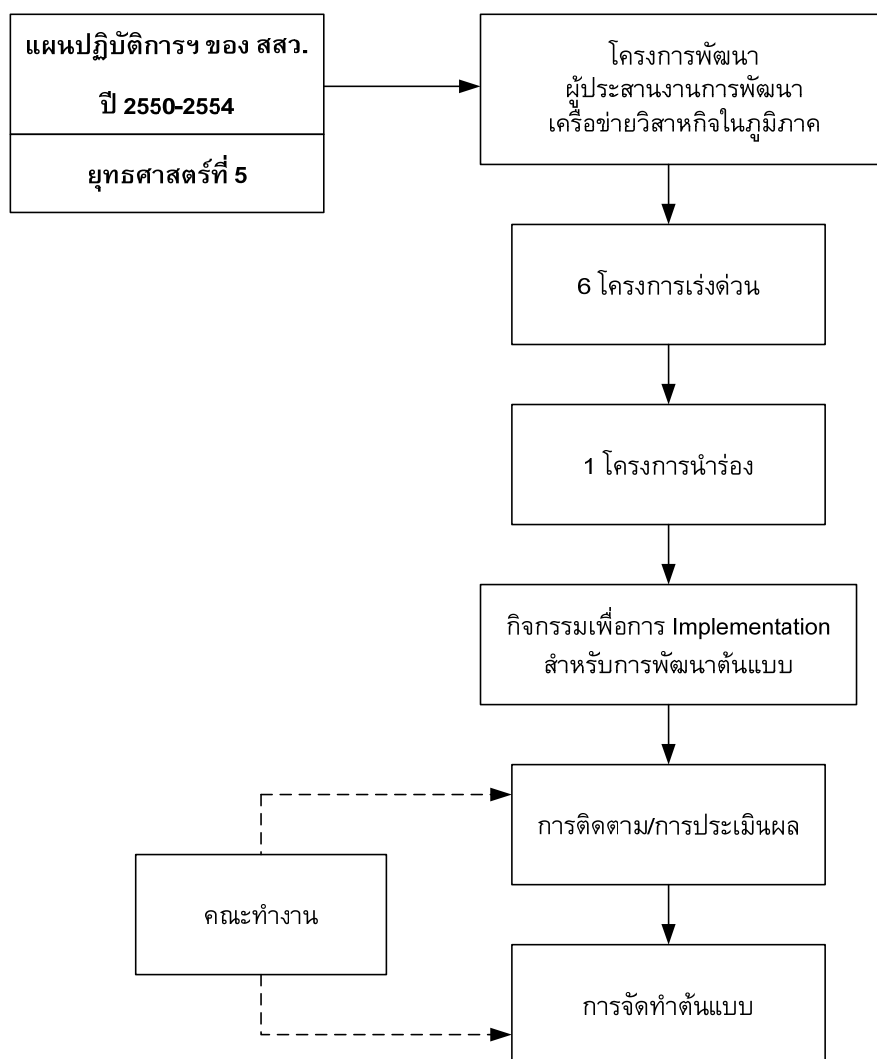 แผนปฏิบัติการฯ ของ สสว.
ปี 2550-2554
ยุทธศาสตร์ที่ 5
โครงการพัฒนา
ผู้ประสานงานการพัฒนา
เครือข่ายวิสาหกิจในภูมิภาค
6 โครงการเร่งด่วน
1 โครงการนำร่อง
กิจกรรมเพื่อการ Implementation
สำหรับการพัฒนาต้นแบบ
การติดตาม/การประเมินผล
คณะทำงาน
การจัดทำต้นแบบ